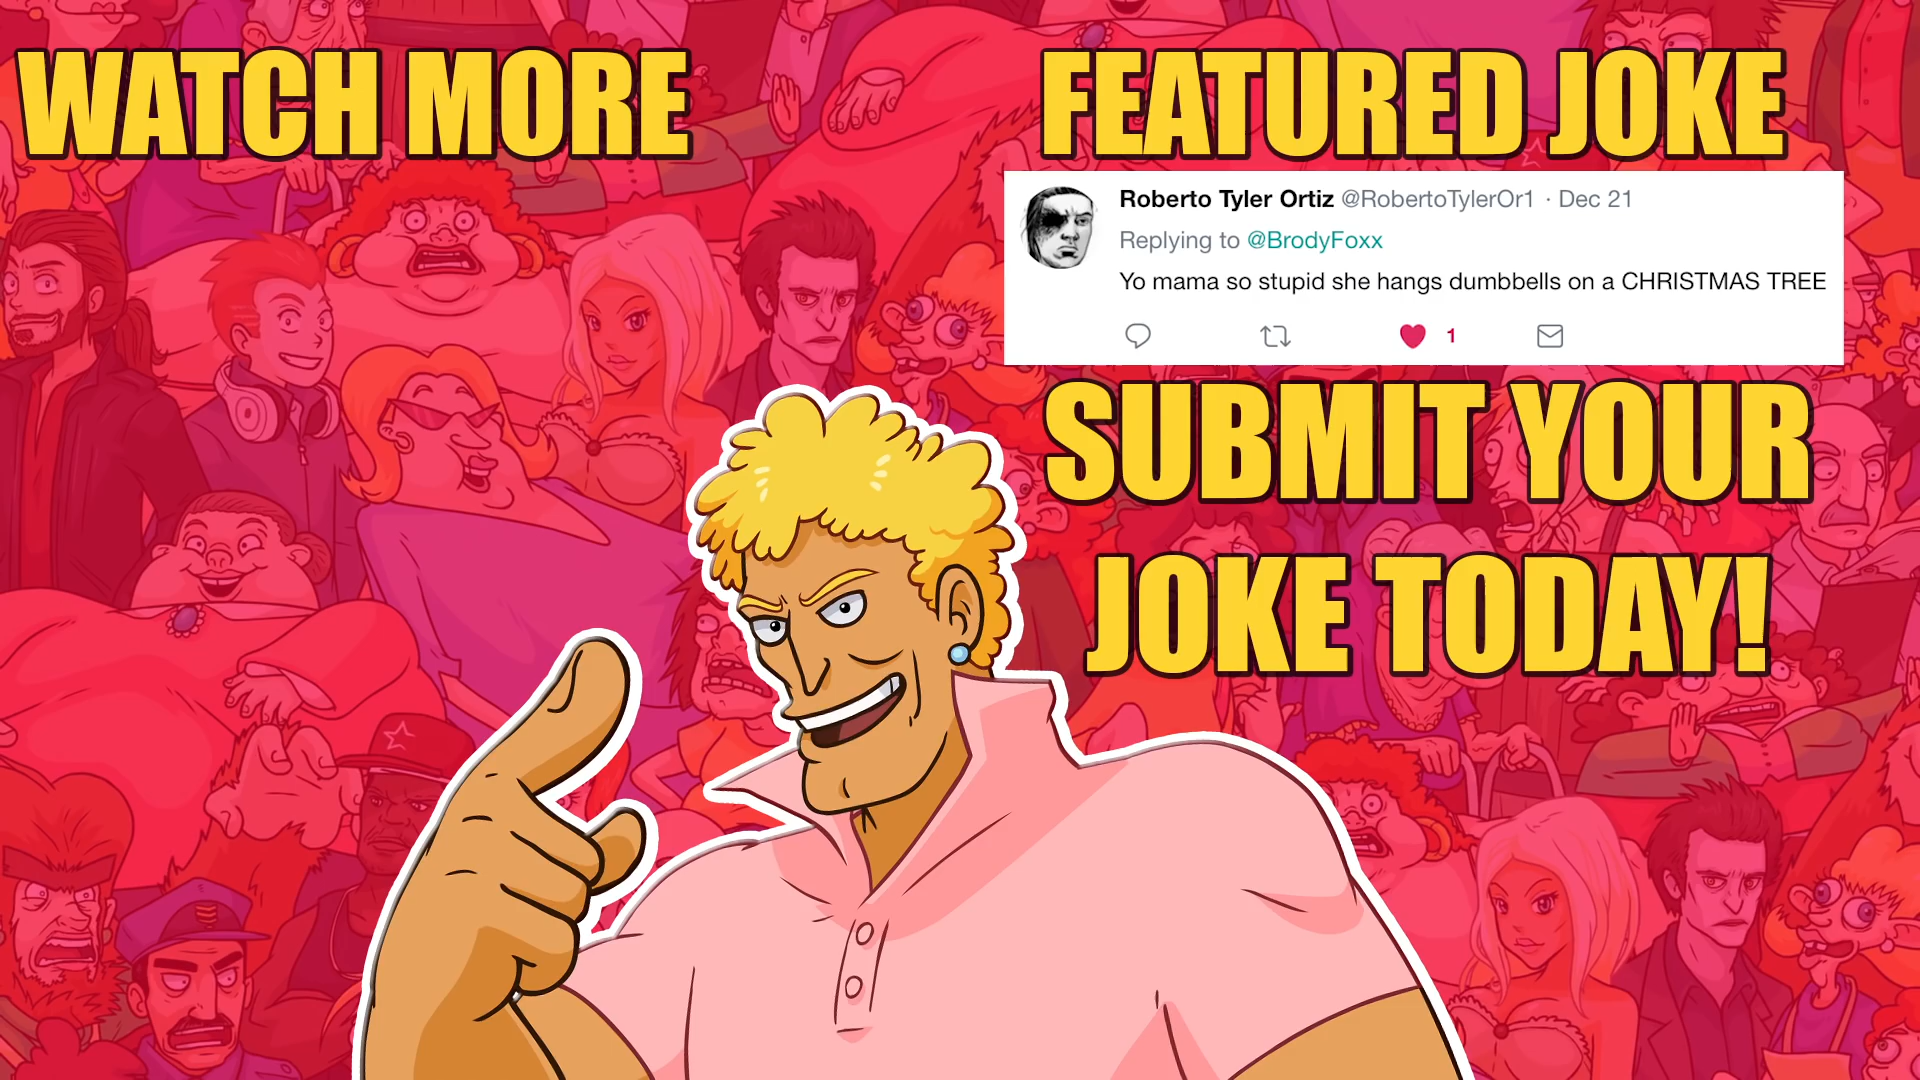 WATCH MORE
FEATURED JOKE
Roberto Tyler Ortiz @RobertoTylerOr1 · Dec 21
Replying to @BrodyFoxx
Yo mama so stupid she hangs dumbbells on a CHRISTMAS TREE
1
SUBMIT YOUR
JOKE TODAY!